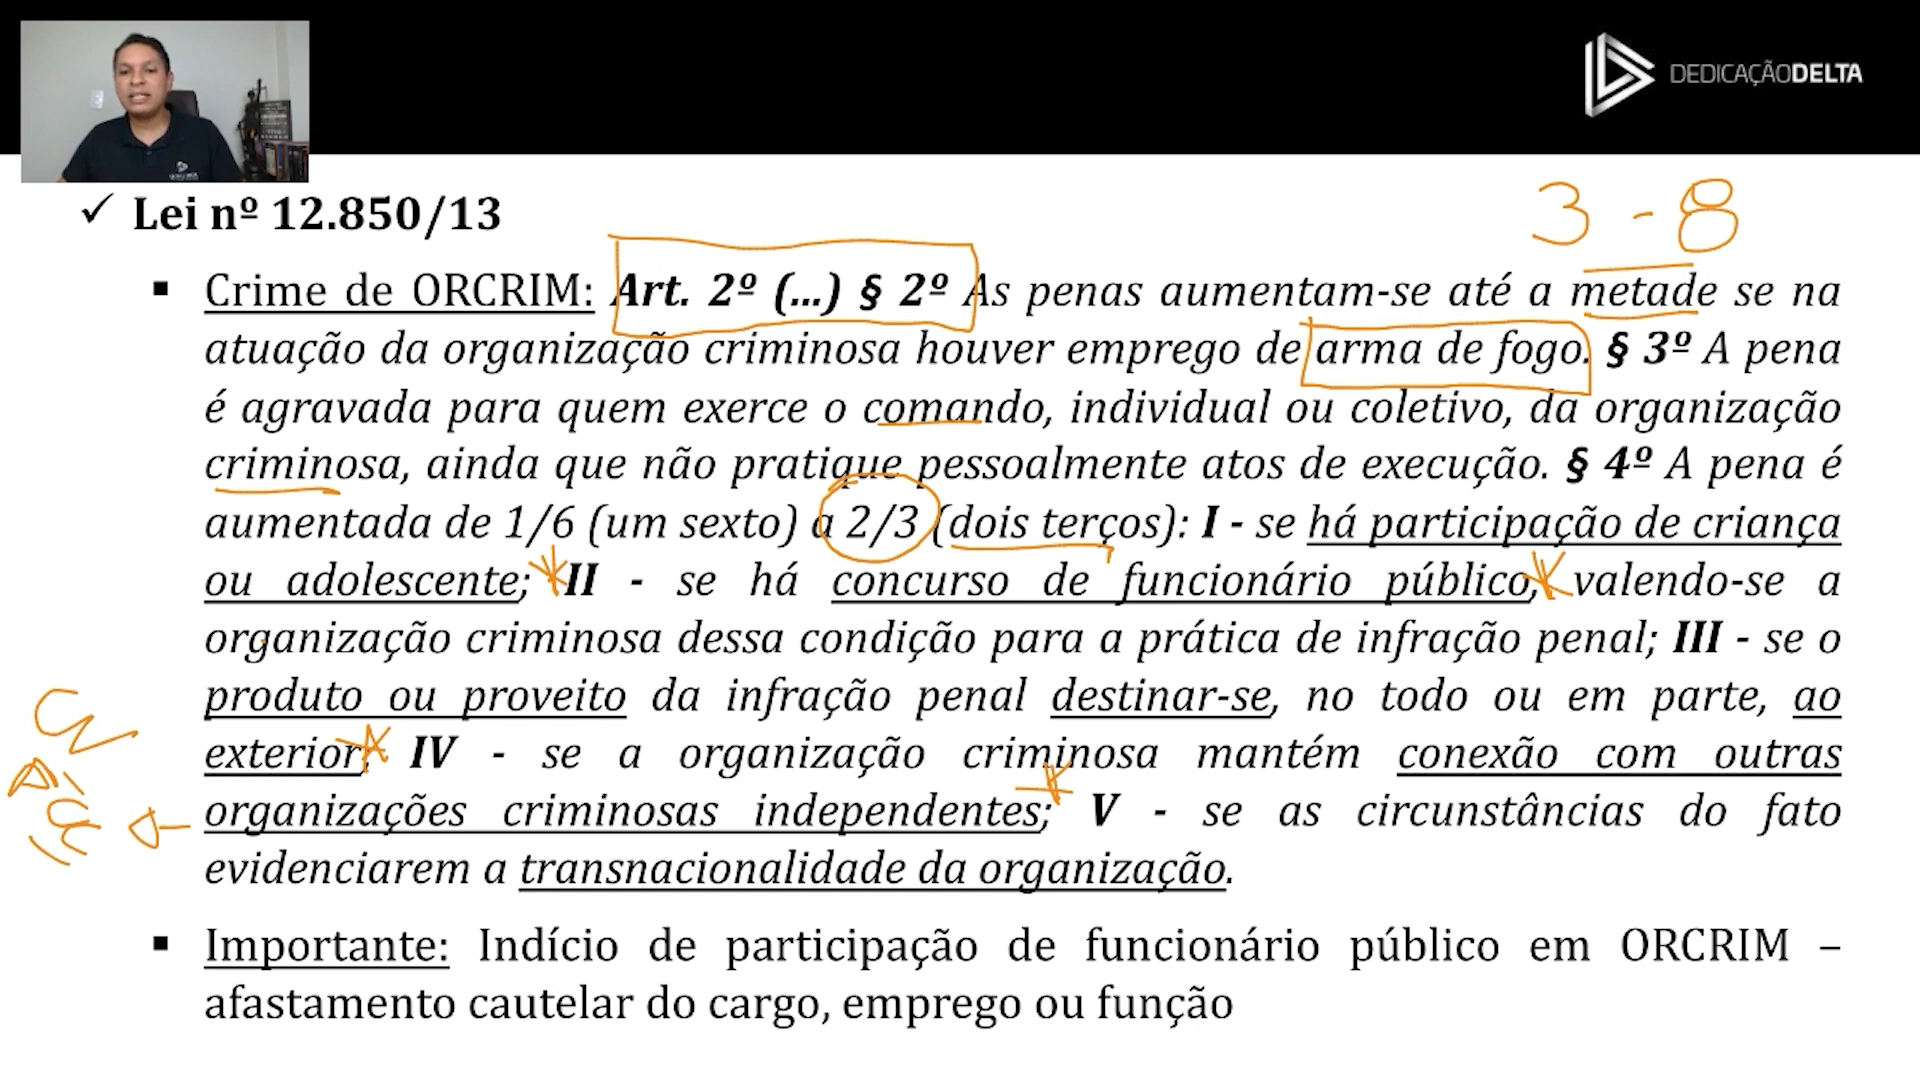 DEDICAÇÃODELTA
✓ Lei nº 12.850/13
3 - 8
▪ Crime de ORCRIM: Art. 2º (...) § 2º As penas aumentam-se até a metade se na
atuação da organização criminosa houver emprego de arma de fogo. § 3º A pena
é agravada para quem exerce o comando, individual ou coletivo, da organização
criminosa, ainda que não pratique pessoalmente atos de execução. § 4º A pena é
aumentada de 1/6 (um sexto) a 2/3 (dois terços): I - se há participação de criança
ou adolescente; II - se há concurso de funcionário público, valendo-se a
organização criminosa dessa condição para a prática de infração penal; III - se o
produto ou proveito da infração penal destinar-se, no todo ou em parte, ao
exterior; IV - se a organização criminosa mantém conexão com outras
organizações criminosas independentes; V - se as circunstâncias do fato
evidenciarem a transnacionalidade da organização.
▪ Importante: Indício de participação de funcionário público em ORCRIM –
afastamento cautelar do cargo, emprego ou função